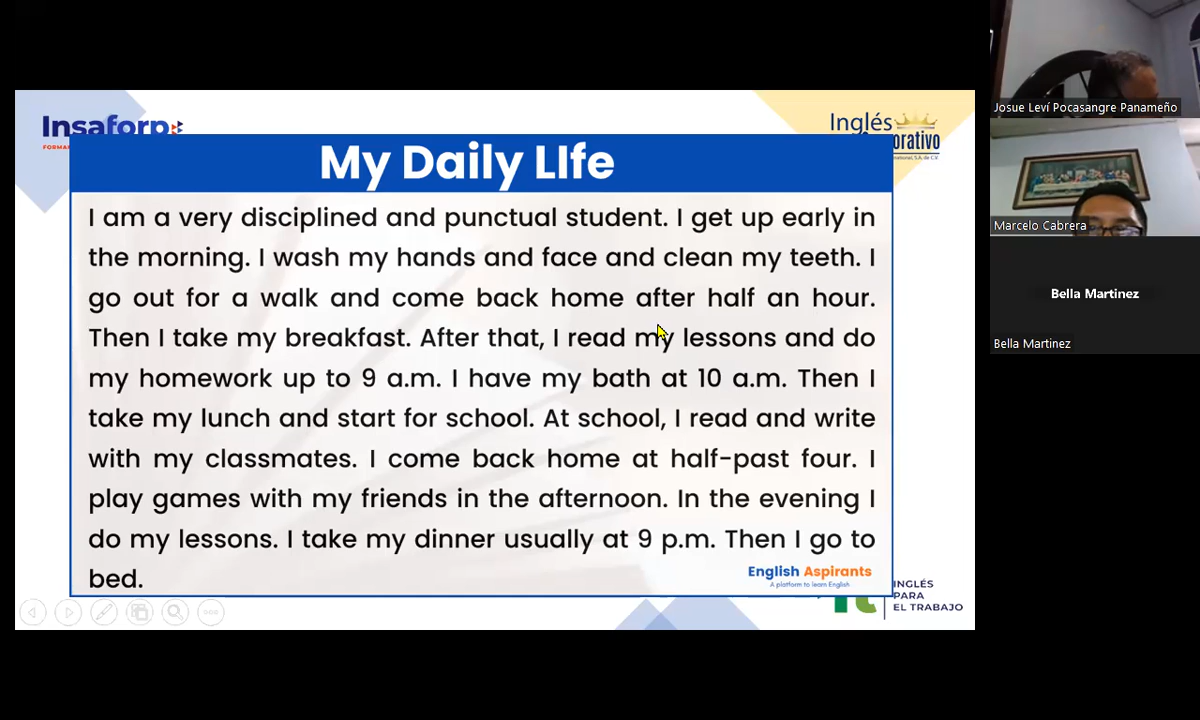 Insaforp
Inglés
orativo
My Daily LIfe
I am a very disciplined and punctual student. I get up early in
the morning. I wash my hands and face and clean my teeth. I
go out for a walk and come back home after half an hour.
Then I take my breakfast. After that, I read my lessons and do
my homework up to 9 a.m. I have my bath at 10 a.m. Then I
take my lunch and start for school. At school, I read and write
with my classmates. I come back home at half-past four. I
play games with my friends in the afternoon. In the evening I
do my lessons. I take my dinner usually at 9 p.m. Then I go to
bed.
English Aspirants
A platform to learn English
INGLÉS
PARA
EL TRABAJO
Josue Leví Pocasangre Panameño
Marcelo Cabrera
Bella Martinez
Bella Martinez